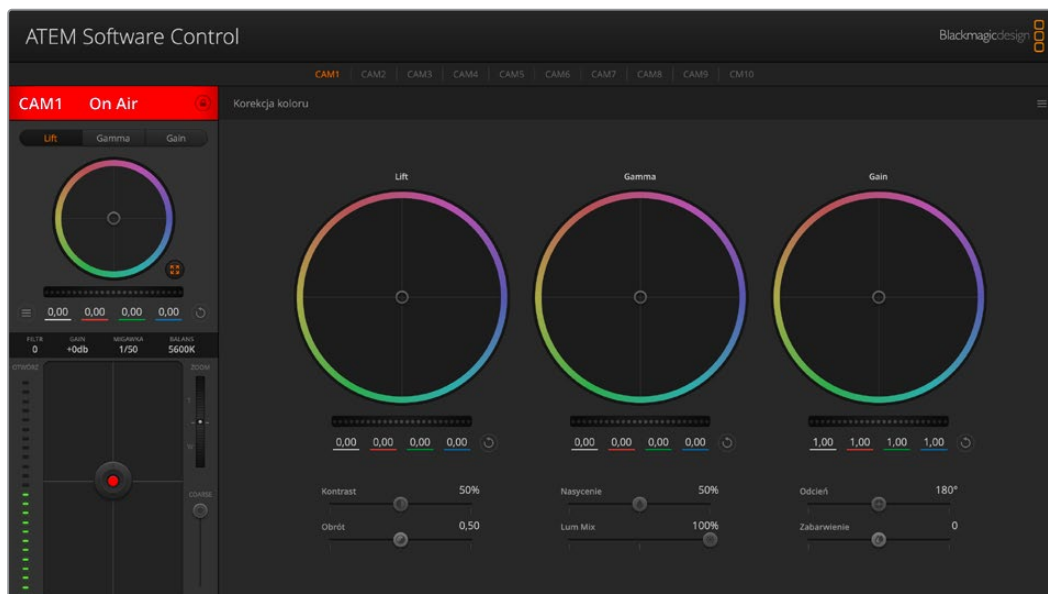 ATEM Software Control
Blackmagicdesign
CAM1 CAM2 CAM3 CAM4 CAM5 CAM6 CAM7 CAM8 CAM9 CM10
CAM1 On Air
Korekcja koloru
Lift Gamma Gain
0,00 0,00 0,00 0,00
FILTR GAIN MIGAWKA BALANS
0 +0db 1/50 5600K
OTWÓRZ
ZOOM
T
W
COARSE
Lift Gamma Gain
0,00 0,00 0,00 0,00
0,00 0,00 0,00 0,00
1,00 1,00 1,00 1,00
Kontrast 50%
Nasycenie 50%
Odcień 180°
Obrót 0,50
Lum Mix 100%
Zabarwienie 0